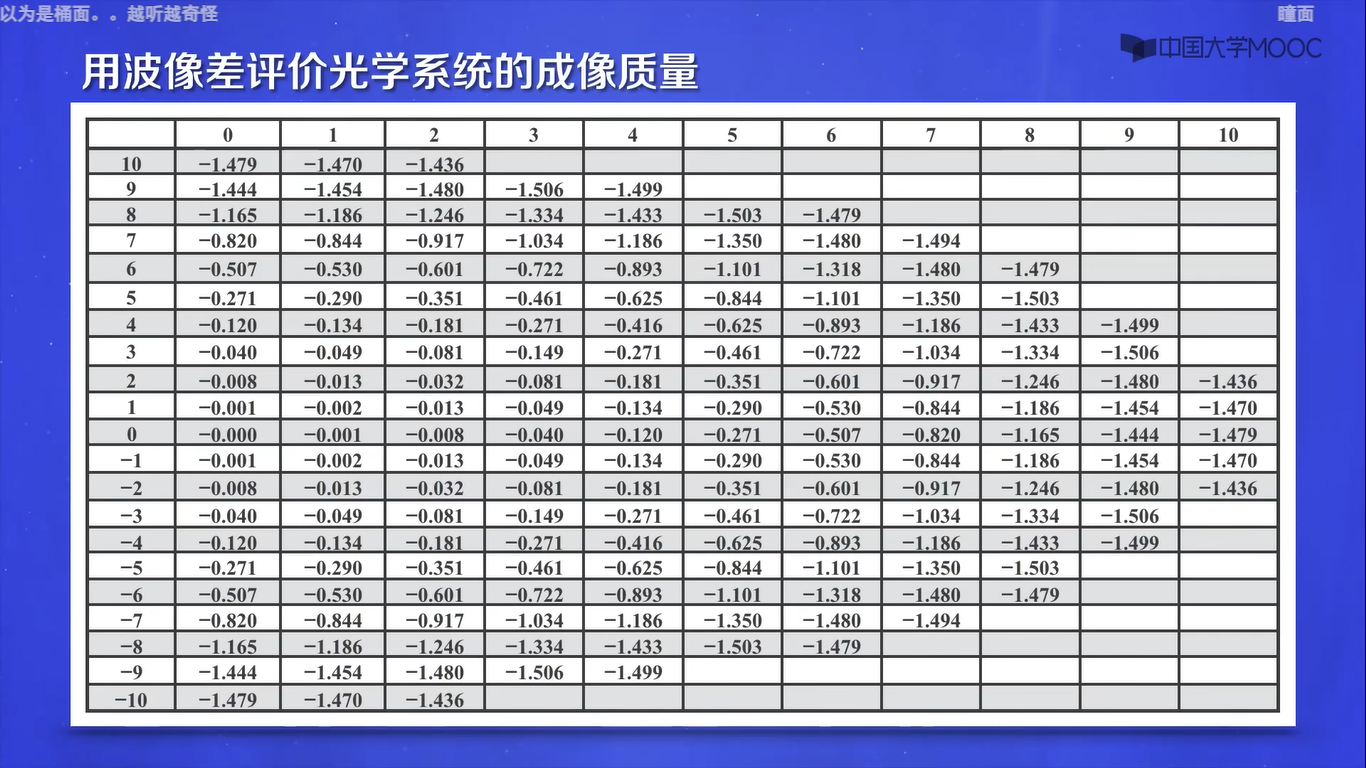 以为是桶面。。越听越奇怪 瞳面
中国大学MOOC
用波像差评价光学系统的成像质量
0 1 2 3 4 5 6 7 8 9 10
10 −1.479 −1.470 −1.436
9 −1.444 −1.454 −1.480 −1.506 −1.499
8 −1.165 −1.186 −1.246 −1.334 −1.433 −1.503 −1.479
7 −0.820 −0.844 −0.917 −1.034 −1.186 −1.350 −1.480 −1.494
6 −0.507 −0.530 −0.601 −0.722 −0.893 −1.101 −1.318 −1.480 −1.479
5 −0.271 −0.290 −0.351 −0.461 −0.625 −0.844 −1.101 −1.350 −1.503
4 −0.120 −0.134 −0.181 −0.271 −0.416 −0.625 −0.893 −1.186 −1.433 −1.499
3 −0.040 −0.049 −0.081 −0.149 −0.271 −0.461 −0.722 −1.034 −1.334 −1.506
2 −0.008 −0.013 −0.032 −0.081 −0.181 −0.351 −0.601 −0.917 −1.246 −1.480 −1.436
1 −0.001 −0.002 −0.013 −0.049 −0.134 −0.290 −0.530 −0.844 −1.186 −1.454 −1.470
0 −0.000 −0.001 −0.008 −0.040 −0.120 −0.271 −0.507 −0.820 −1.165 −1.444 −1.479
−1 −0.001 −0.002 −0.013 −0.049 −0.134 −0.290 −0.530 −0.844 −1.186 −1.454 −1.470
−2 −0.008 −0.013 −0.032 −0.081 −0.181 −0.351 −0.601 −0.917 −1.246 −1.480 −1.436
−3 −0.040 −0.049 −0.081 −0.149 −0.271 −0.461 −0.722 −1.034 −1.334 −1.506
−4 −0.120 −0.134 −0.181 −0.271 −0.416 −0.625 −0.893 −1.186 −1.433 −1.499
−5 −0.271 −0.290 −0.351 −0.461 −0.625 −0.844 −1.101 −1.350 −1.503
−6 −0.507 −0.530 −0.601 −0.722 −0.893 −1.101 −1.318 −1.480 −1.479
−7 −0.820 −0.844 −0.917 −1.034 −1.186 −1.350 −1.480 −1.494
−8 −1.165 −1.186 −1.246 −1.334 −1.433 −1.503 −1.479
−9 −1.444 −1.454 −1.480 −1.506 −1.499
−10 −1.479 −1.470 −1.436